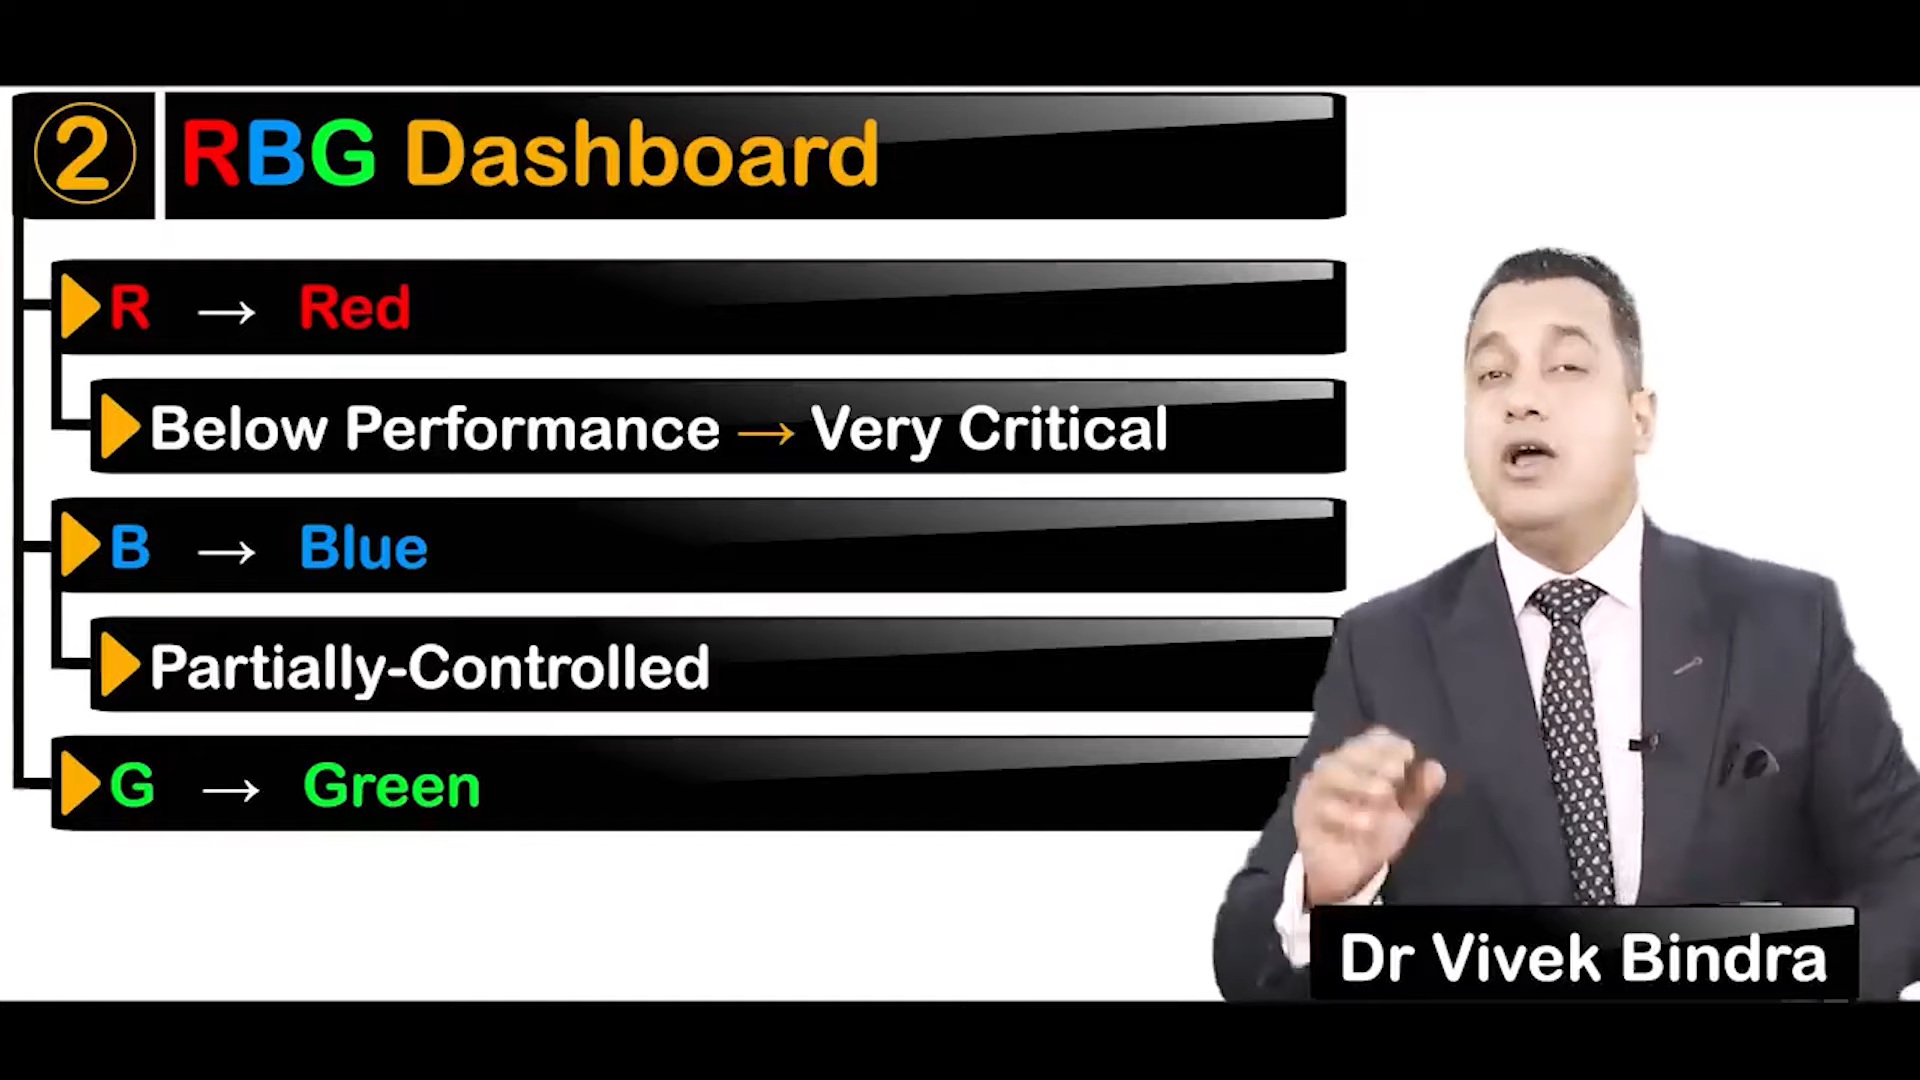 2 RBG Dashboard
R → Red
Below Performance → Very Critical
B → Blue
Partially-Controlled
G → Green
Dr Vivek Bindra